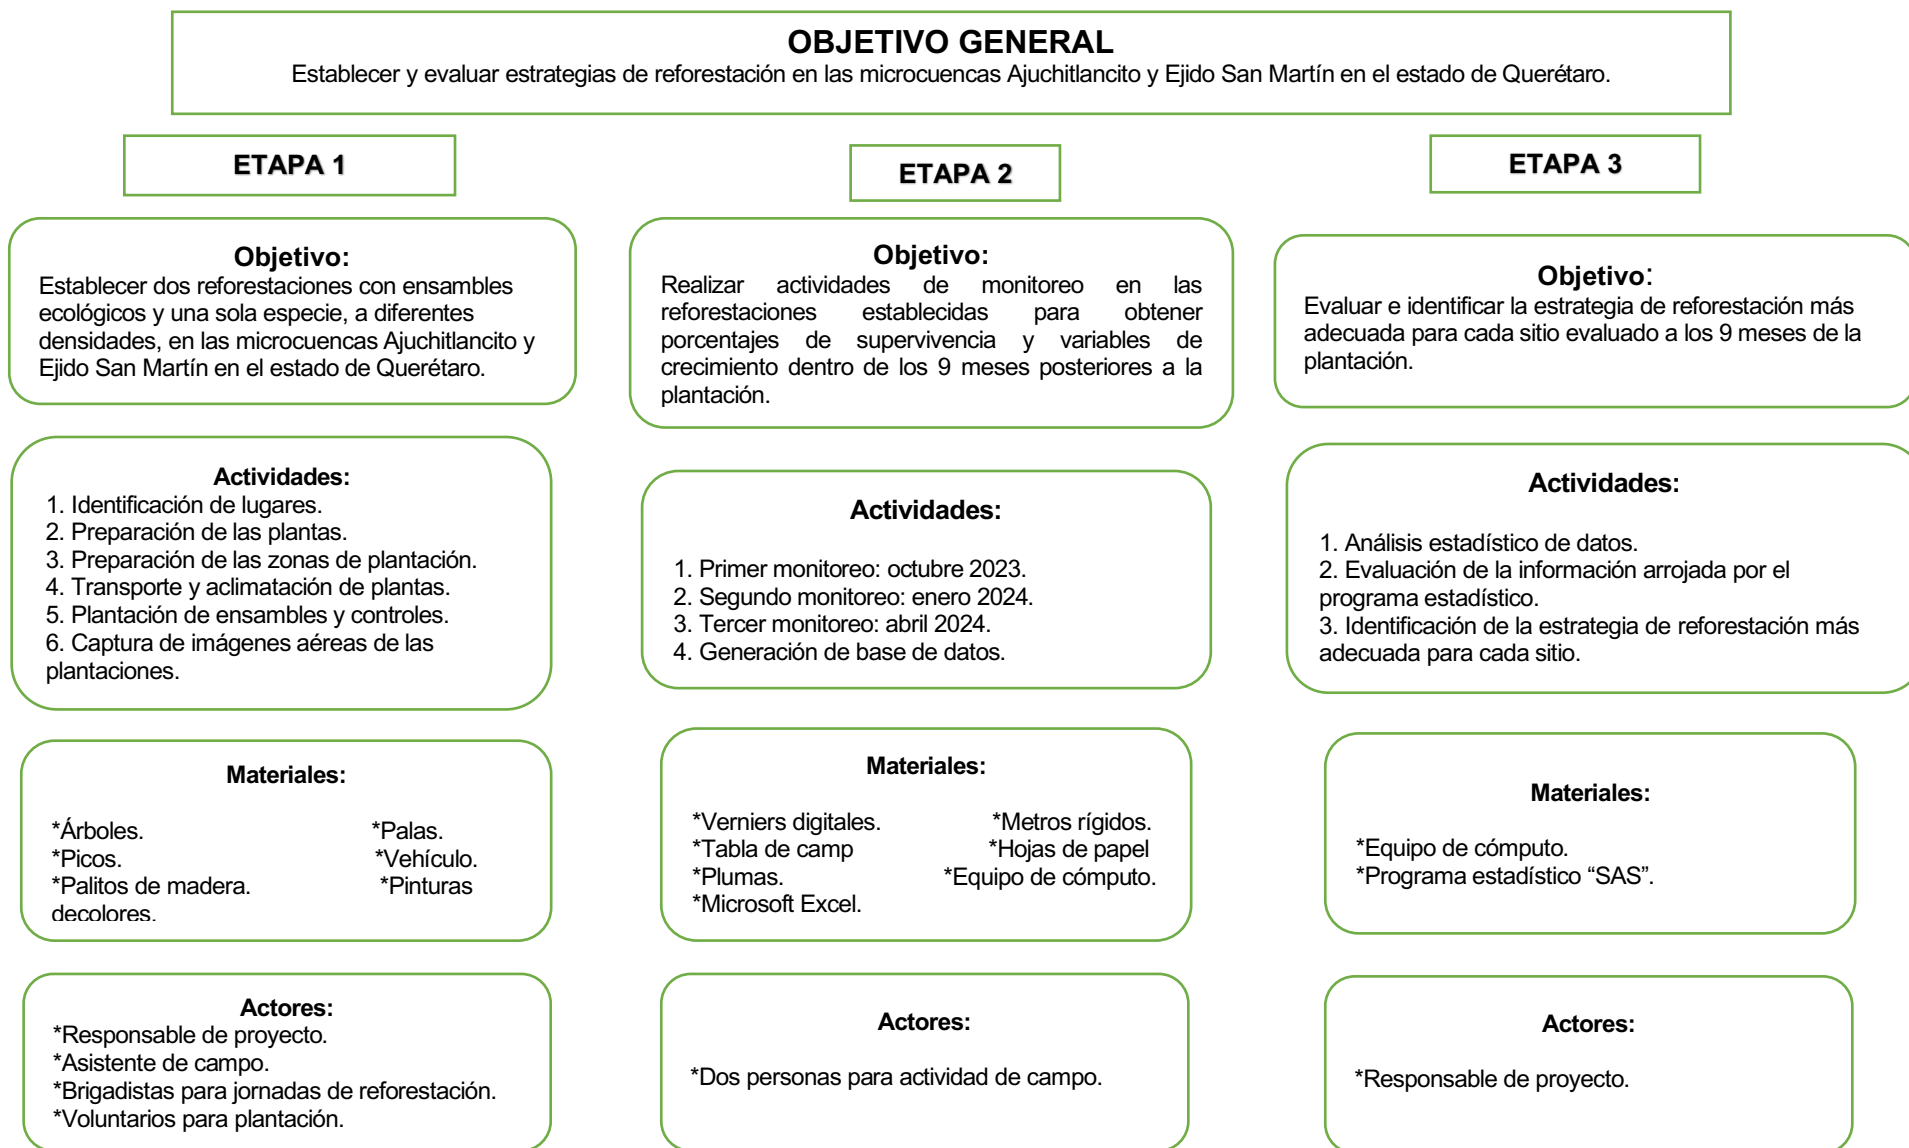 OBJETIVO GENERAL
Establecer y evaluar estrategias de reforestación en las microcuencas Ajuchitlancito y Ejido San Martín en el estado de Querétaro.
ETAPA 1
Objetivo:
Establecer dos reforestaciones con ensambles
ecológicos y una sola especie, a diferentes
densidades, en las microcuencas Ajuchitlancito y
Ejido San Martín en el estado de Querétaro.
Actividades:
1. Identificación de lugares.
2. Preparación de las plantas.
3. Preparación de las zonas de plantación.
4. Transporte y aclimatación de plantas.
5. Plantación de ensambles y controles.
6. Captura de imágenes aéreas de las
plantaciones.
Materiales:
*Árboles. *Palas.
*Picos. *Vehículo.
*Palitos de madera. *Pinturas
decolores.
Actores:
*Responsable de proyecto.
*Asistente de campo.
*Brigadistas para jornadas de reforestación.
*Voluntarios para plantación.
ETAPA 2
Objetivo:
Realizar actividades de monitoreo en las
reforestaciones establecidas para obtener
porcentajes de supervivencia y variables de
crecimiento dentro de los 9 meses posteriores a la
plantación.
Actividades:
1. Primer monitoreo: octubre 2023.
2. Segundo monitoreo: enero 2024.
3. Tercer monitoreo: abril 2024.
4. Generación de base de datos.
Materiales:
*Verniers digitales. *Metros rígidos.
*Tabla de camp *Hojas de papel
*Plumas. *Equipo de cómputo.
*Microsoft Excel.
Actores:
*Dos personas para actividad de campo.
ETAPA 3
Objetivo:
Evaluar e identificar la estrategia de reforestación más
adecuada para cada sitio evaluado a los 9 meses de la
plantación.
Actividades:
1. Análisis estadístico de datos.
2. Evaluación de la información arrojada por el
programa estadístico.
3. Identificación de la estrategia de reforestación más
adecuada para cada sitio.
Materiales:
*Equipo de cómputo.
*Programa estadístico “SAS”.
Actores:
*Responsable de proyecto.